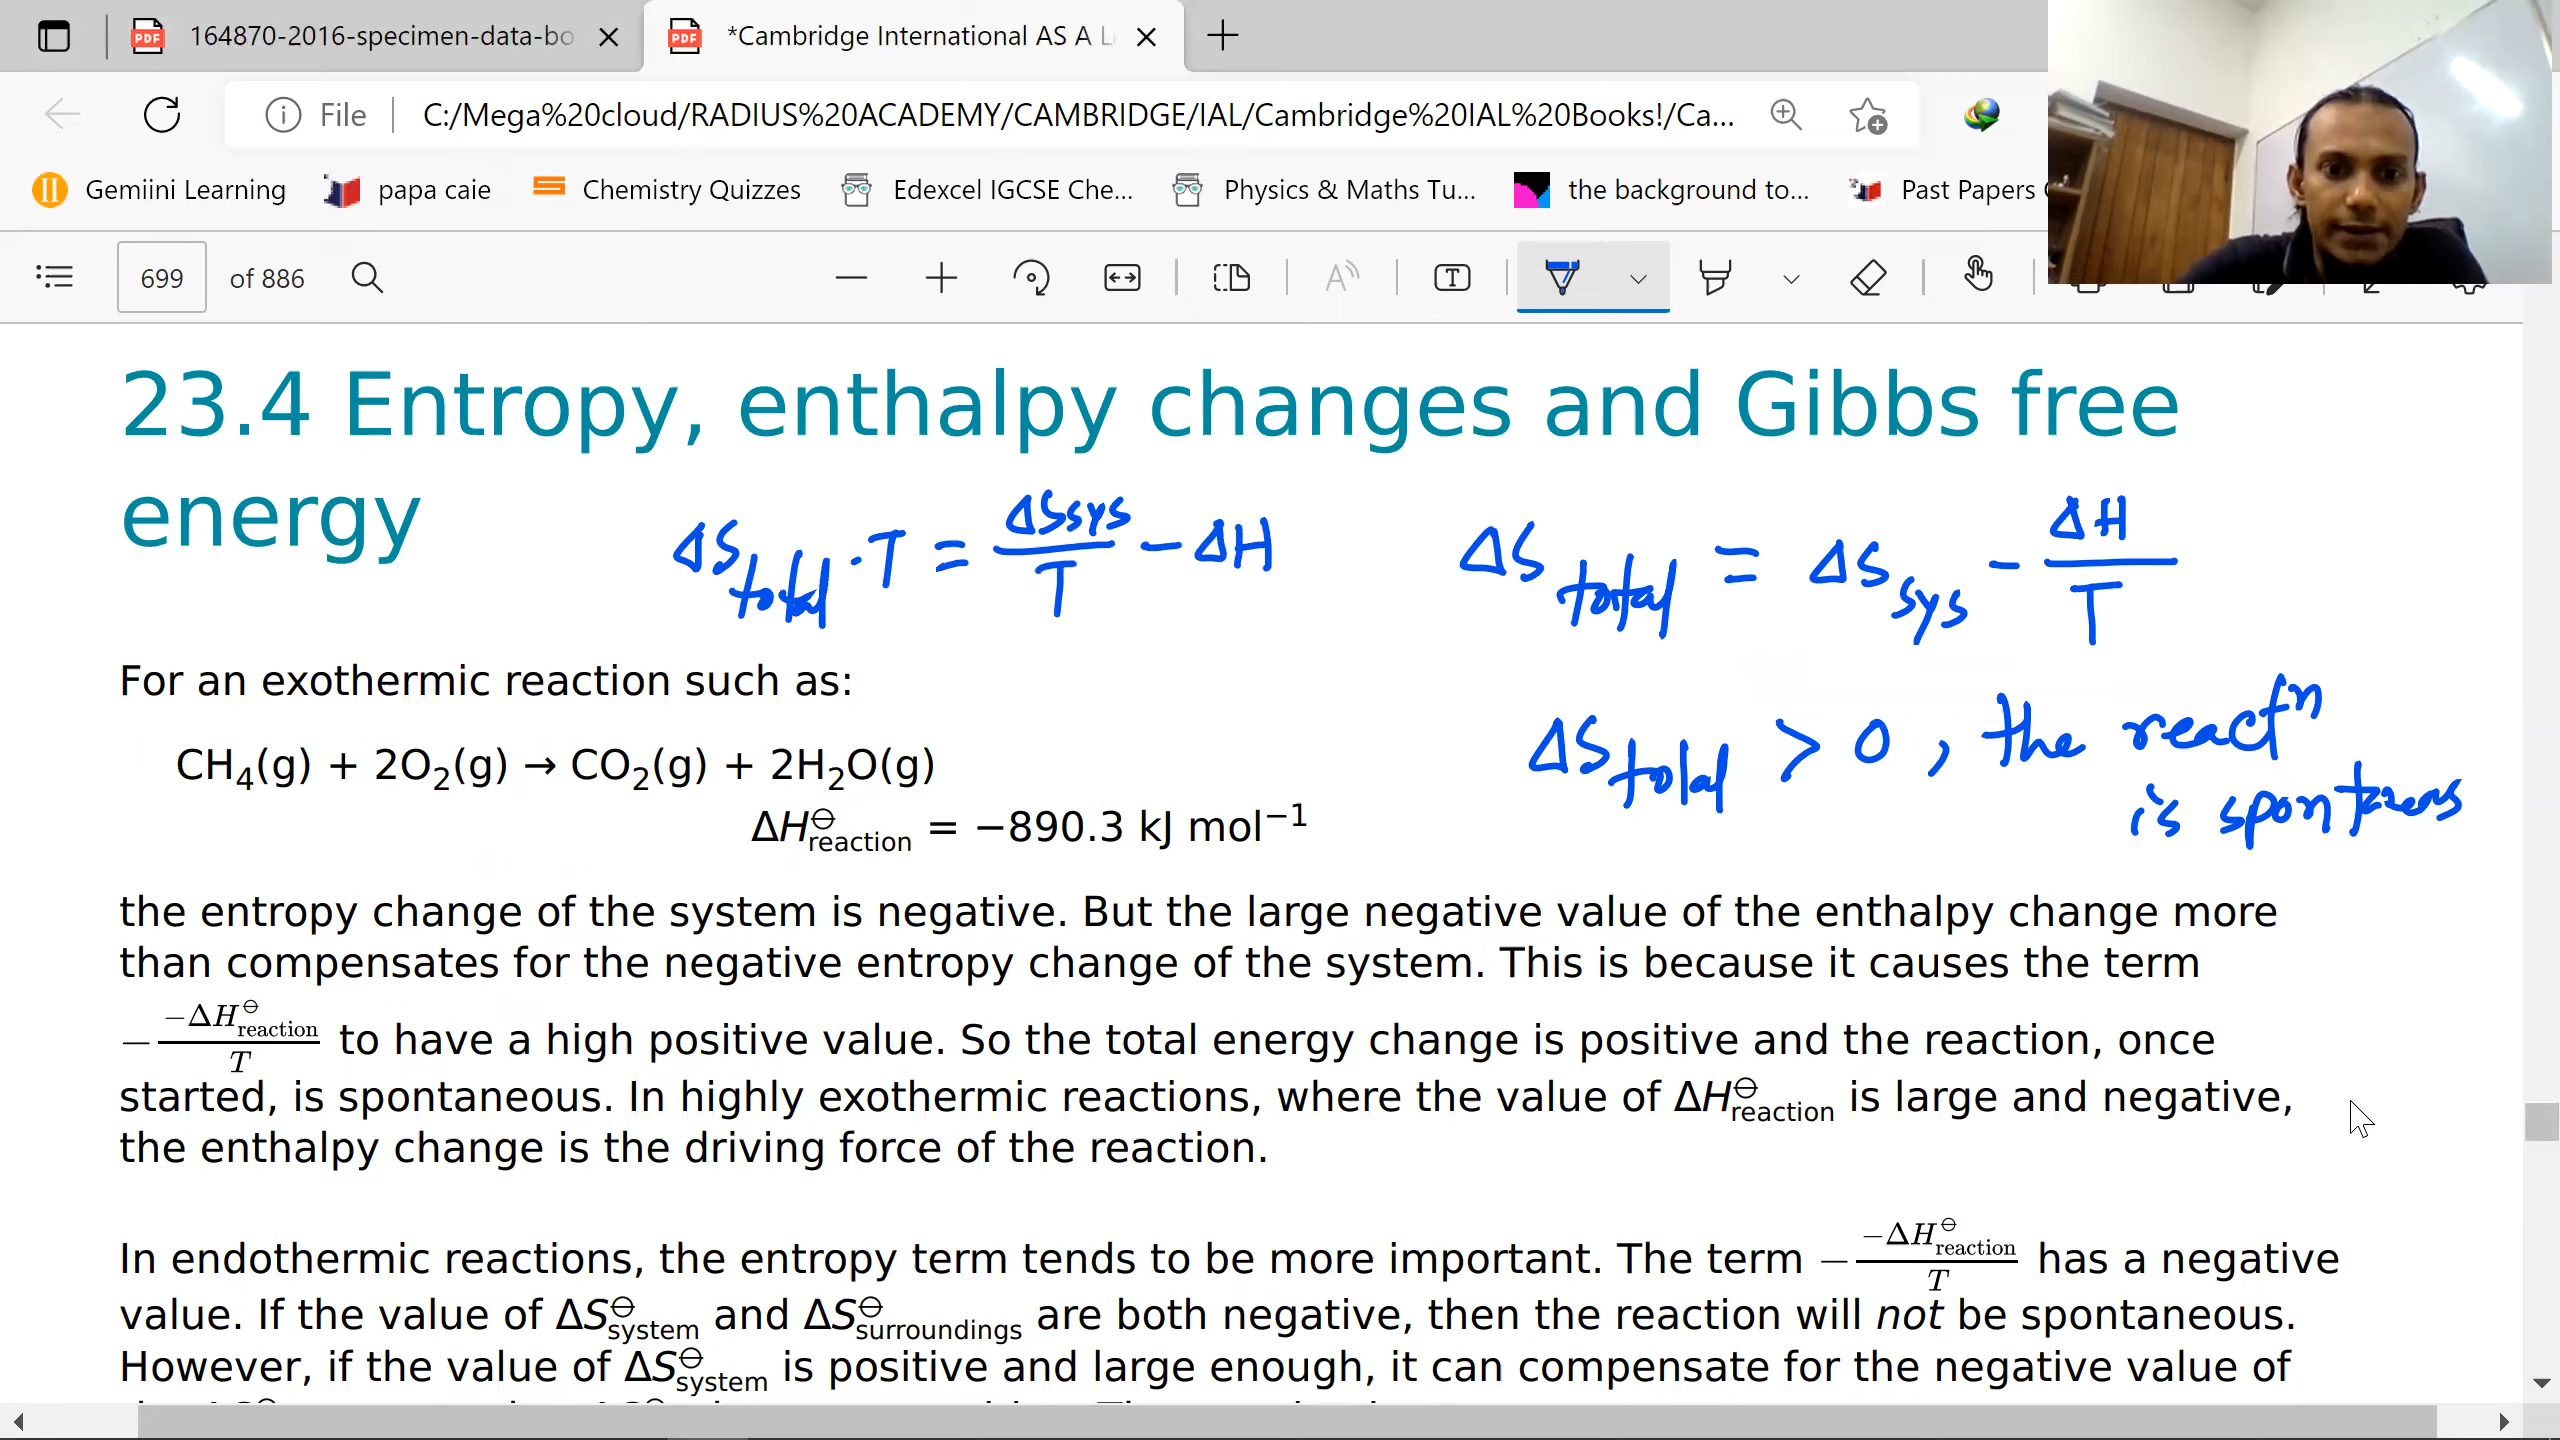 164870-2016-specimen-data-bo
*Cambridge International AS A L
File
C:/Mega%20cloud/RADIUS%20ACADEMY/CAMBRIDGE/IAL/Cambridge%20IAL%20Books!/Ca...
Gemiini Learning
papa caie
Chemistry Quizzes
Edexcel IGCSE Che...
Physics & Maths Tu...
the background to...
Past Papers
699 of 886
23.4 Entropy, enthalpy changes and Gibbs free
energy
ΔS total · T = ΔSsys / T − ΔH
ΔS total = ΔS sys − ΔH / T
For an exothermic reaction such as:
ΔS total > 0, the reactⁿ
is spontaneous
CH₄(g) + 2O₂(g) → CO₂(g) + 2H₂O(g)
ΔH⦵reaction = −890.3 kJ mol⁻¹
the entropy change of the system is negative. But the large negative value of the enthalpy change more
than compensates for the negative entropy change of the system. This is because it causes the term
− −ΔH⦵reaction / T to have a high positive value. So the total energy change is positive and the reaction, once
started, is spontaneous. In highly exothermic reactions, where the value of ΔH⦵reaction is large and negative,
the enthalpy change is the driving force of the reaction.
In endothermic reactions, the entropy term tends to be more important. The term − −ΔH⦵reaction / T has a negative
value. If the value of ΔS⦵system and ΔS⦵surroundings are both negative, then the reaction will not be spontaneous.
However, if the value of ΔS⦵system is positive and large enough, it can compensate for the negative value of